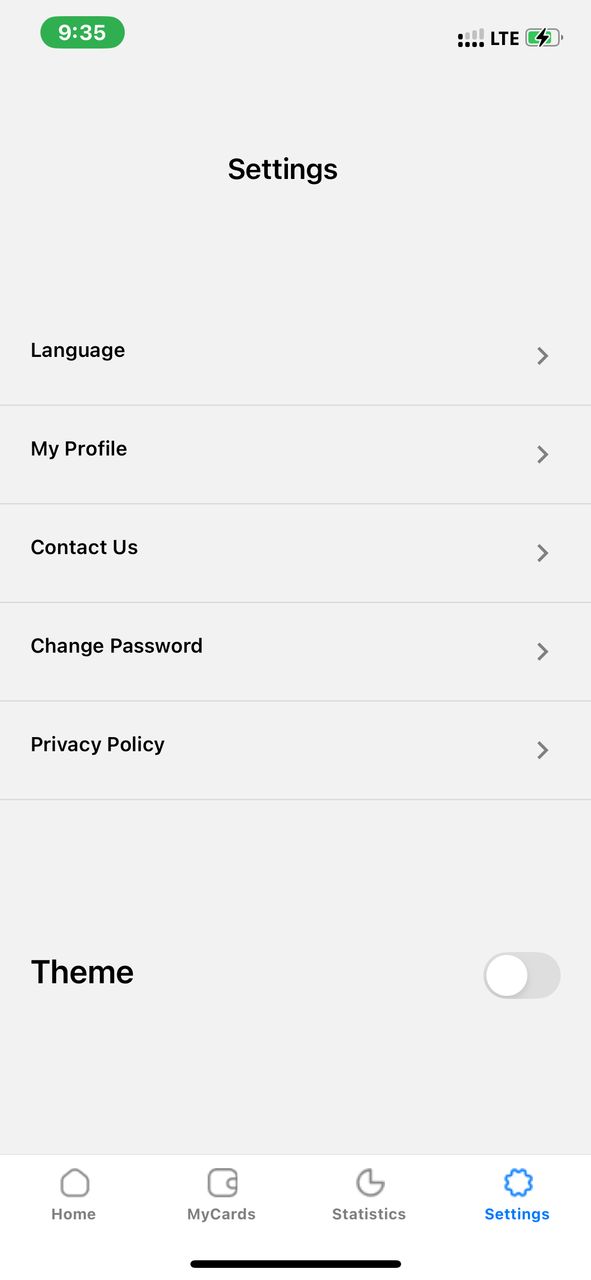 9:35
LTE
Settings
Language
My Profile
Contact Us
Change Password
Privacy Policy
Theme
Home
MyCards
Statistics
Settings